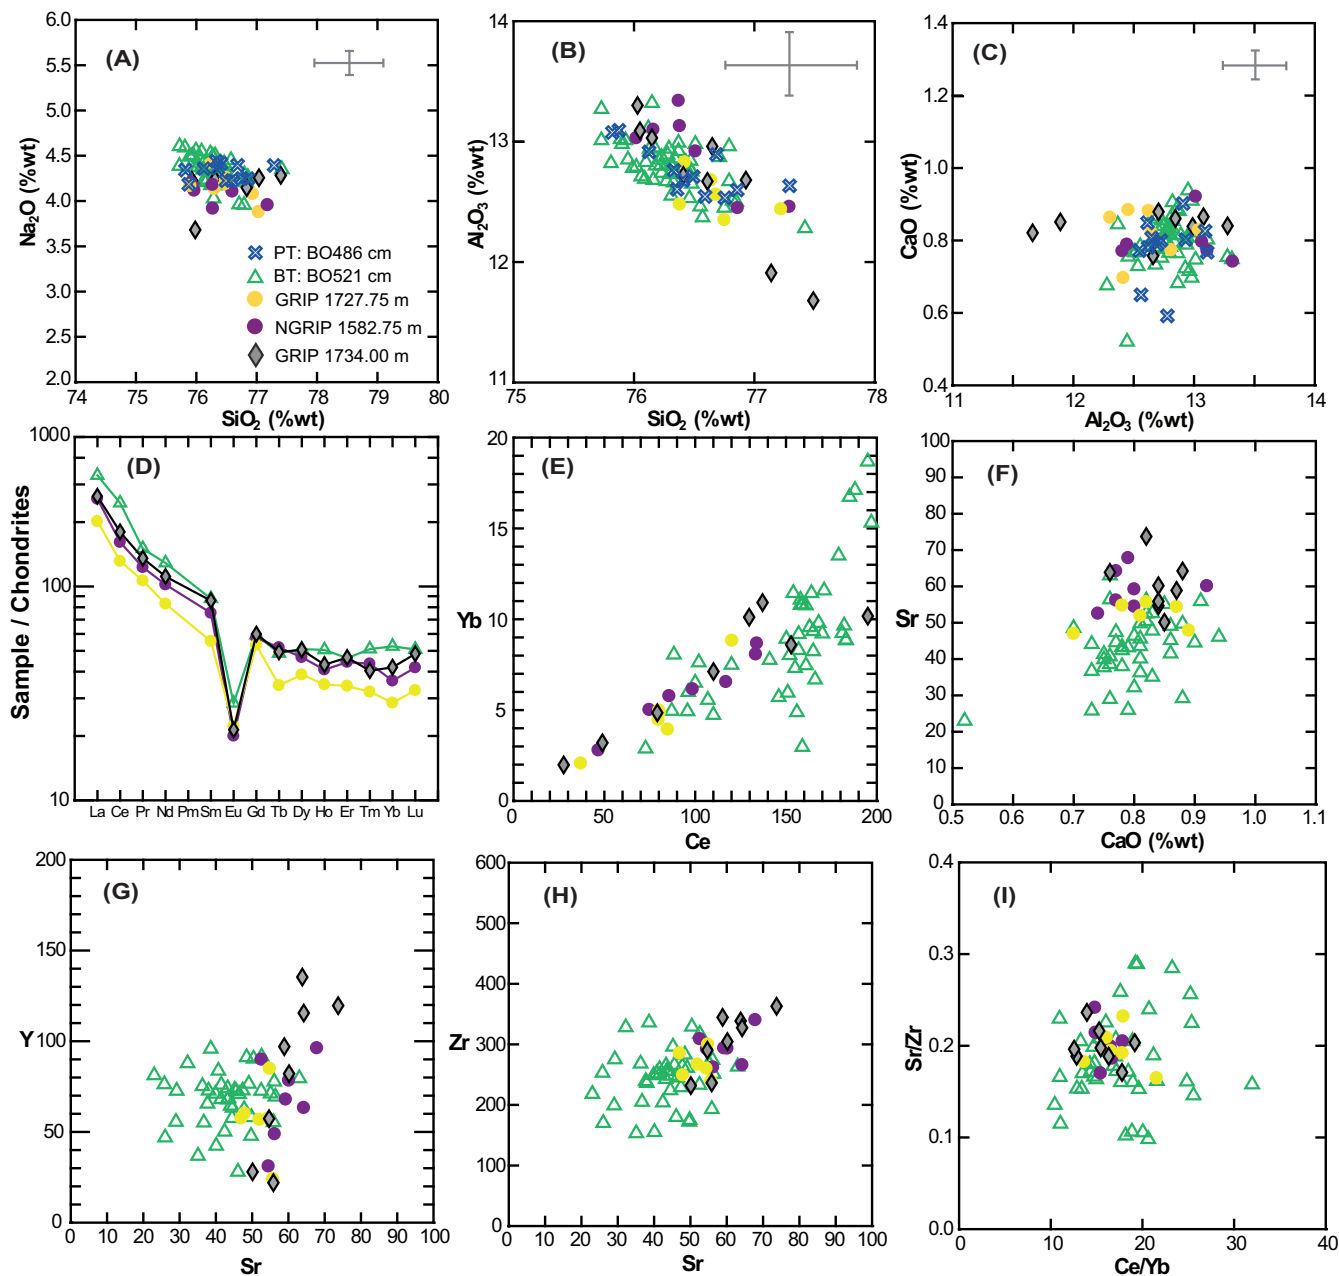 (A)
Na2O (%wt)
6.0
5.5
5.0
4.5
4.0
3.5
3.0
2.5
2.0
74 75 76 77 78 79 80
SiO2 (%wt)
PT: BO486 cm
BT: BO521 cm
GRIP 1727.75 m
NGRIP 1582.75 m
GRIP 1734.00 m
(B)
Al2O3 (%wt)
14
13
12
11
75 76 77 78
SiO2 (%wt)
(C)
CaO (%wt)
1.4
1.2
1.0
0.8
0.6
0.4
11 12 13 14
Al2O3 (%wt)
(D)
Sample / Chondrites
1000
100
10
La Ce Pr Nd Pm Sm Eu Gd Tb Dy Ho Er Tm Yb Lu
(E)
Yb
20
15
10
5
0
0 50 100 150 200
Ce
(F)
Sr
100
90
80
70
60
50
40
30
20
10
0
0.5 0.6 0.7 0.8 0.9 1.0 1.1
CaO (%wt)
(G)
Y
200
150
100
50
0
0 10 20 30 40 50 60 70 80 90 100
Sr
(H)
Zr
600
500
400
300
200
100
0
0 10 20 30 40 50 60 70 80 90 100
Sr
(I)
Sr/Zr
0.4
0.3
0.2
0.1
0.0
0 10 20 30 40
Ce/Yb